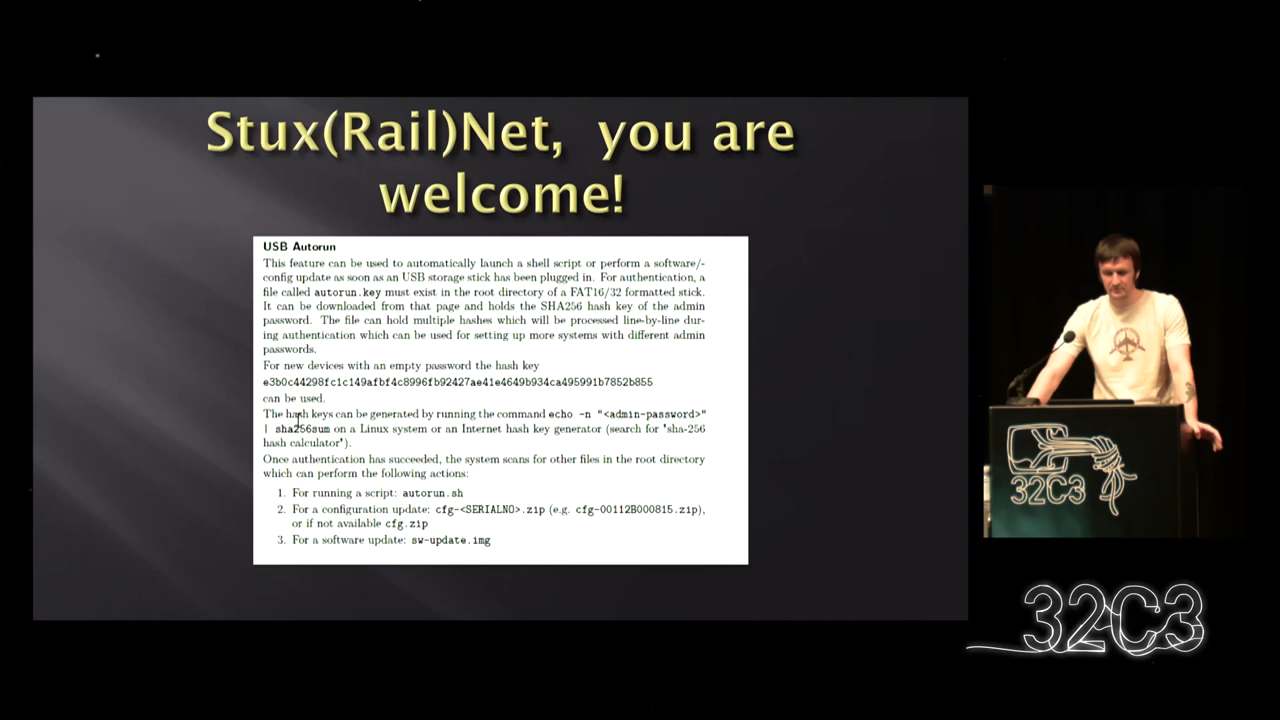 Stux(Rail)Net, you are
welcome!
USB Autorun
This feature can be used to automatically launch a shell script or perform a software/-
config update as soon as an USB storage stick has been plugged in. For authentication, a
file called autorun.key must exist in the root directory of a FAT16/32 formatted stick.
It can be downloaded from that page and holds the SHA256 hash key of the admin
password. The file can hold multiple hashes which will be processed line-by-line dur-
ing authentication which can be used for setting up more systems with different admin
passwords.
For new devices with an empty password the hash key
e3b0c44298fc1c149afbf4c8996fb92427ae41e4649b934ca495991b7852b855
can be used.
The hash keys can be generated by running the command echo -n "<admin-password>"
| sha256sum on a Linux system or an Internet hash key generator (search for 'sha-256
hash calculator').
Once authentication has succeeded, the system scans for other files in the root directory
which can perform the following actions:
1. For running a script: autorun.sh
2. For a configuration update: cfg-<SERIALNO>.zip (e.g. cfg-00112B000815.zip),
or if not available cfg.zip
3. For a software update: sw-update.img
32C3
32C3